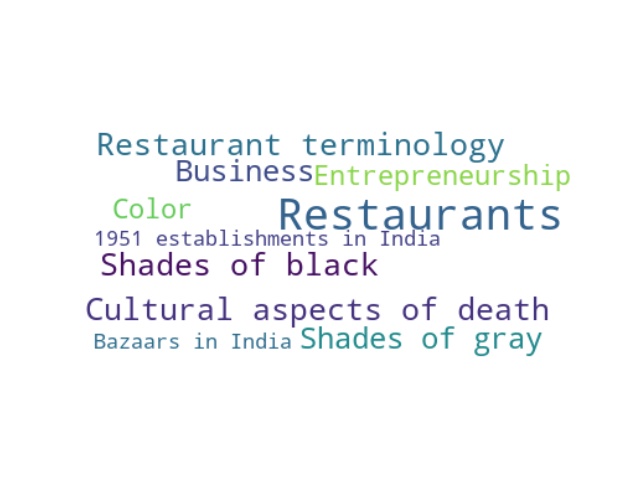 Restaurant terminology
Business Entrepreneurship
Color Restaurants
1951 establishments in India
Shades of black
Cultural aspects of death
Bazaars in India Shades of gray